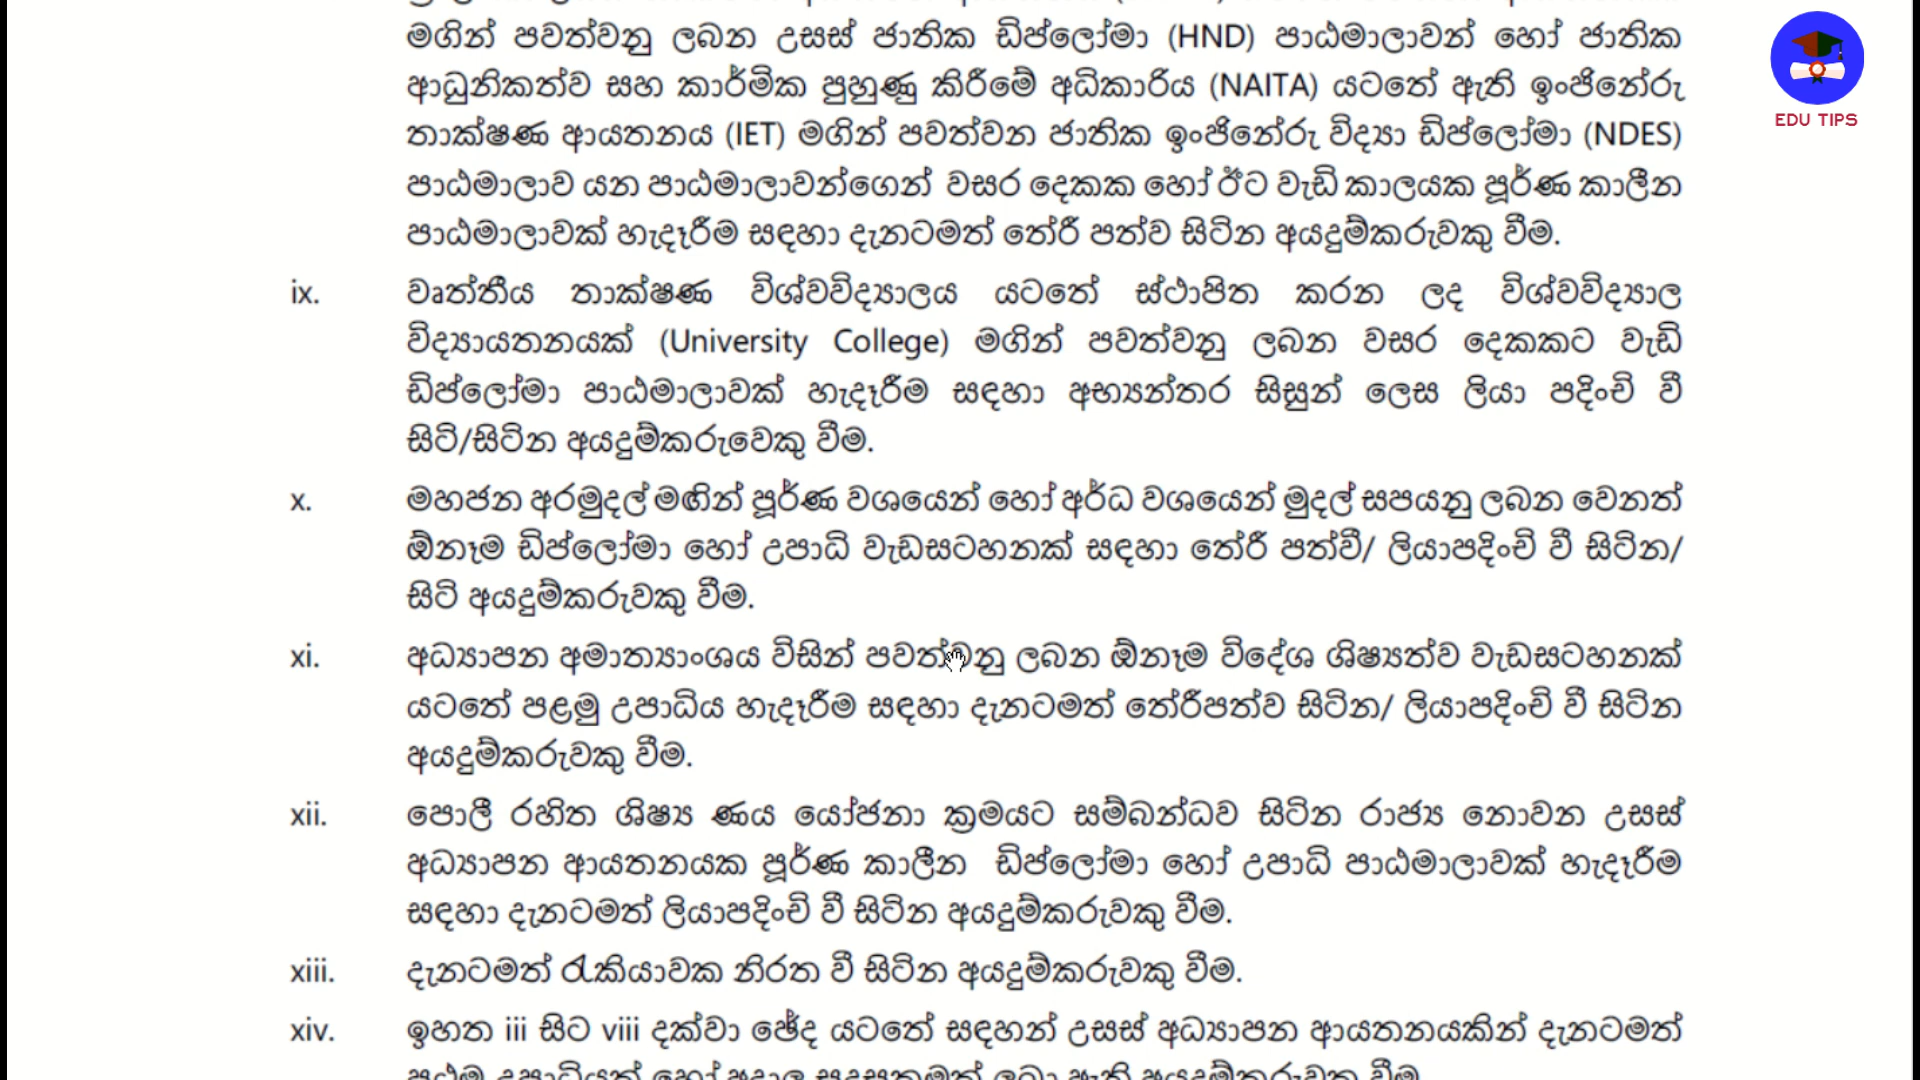 මගින් පවත්වනු ලබන උසස් ජාතික ඩිප්ලෝමා (HND) පාඨමාලාවන් හෝ ජාතික
ආධුනිකත්ව සහ කාර්මික පුහුණු කිරීමේ අධිකාරිය (NAITA) යටතේ ඇති ඉංජිනේරු
තාක්ෂණ ආයතනය (IET) මගින් පවත්වන ජාතික ඉංජිනේරු විද්‍යා ඩිප්ලෝමා (NDES)
පාඨමාලාව යන පාඨමාලාවන්ගෙන් වසර දෙකක හෝ ඊට වැඩි කාලයක පූර්ණ කාලීන
පාඨමාලාවක් හැදෑරීම සඳහා දැනටමත් තේරී පත්ව සිටින අයදුම්කරුවකු වීම.
ix. වෘත්තීය තාක්ෂණ විශ්වවිද්‍යාලය යටතේ ස්ථාපිත කරන ලද විශ්වවිද්‍යාල
විද්‍යායතනයක් (University College) මගින් පවත්වනු ලබන වසර දෙකකට වැඩි
ඩිප්ලෝමා පාඨමාලාවක් හැදෑරීම සඳහා අභ්‍යන්තර සිසුන් ලෙස ලියා පදිංචි වී
සිටි/සිටින අයදුම්කරුවෙකු වීම.
x. මහජන අරමුදල් මඟින් පූර්ණ වශයෙන් හෝ අර්ධ වශයෙන් මුදල් සපයනු ලබන වෙනත්
ඕනෑම ඩිප්ලෝමා හෝ උපාධි වැඩසටහනක් සඳහා තේරී පත්වී/ ලියාපදිංචි වී සිටින/
සිටි අයදුම්කරුවකු වීම.
xi. අධ්‍යාපන අමාත්‍යාංශය විසින් පවත්වනු ලබන ඕනෑම විදේශ ශිෂ්‍යත්ව වැඩසටහනක්
යටතේ පළමු උපාධිය හැදෑරීම සඳහා දැනටමත් තේරීපත්ව සිටින/ ලියාපදිංචි වී සිටින
අයදුම්කරුවකු වීම.
xii. පොලී රහිත ශිෂ්‍ය ණය යෝජනා ක්‍රමයට සම්බන්ධව සිටින රාජ්‍ය නොවන උසස්
අධ්‍යාපන ආයතනයක පූර්ණ කාලීන ඩිප්ලෝමා හෝ උපාධි පාඨමාලාවක් හැදෑරීම
සඳහා දැනටමත් ලියාපදිංචි වී සිටින අයදුම්කරුවකු වීම.
xiii. දැනටමත් රැකියාවක නිරත වී සිටින අයදුම්කරුවකු වීම.
xiv. ඉහත iii සිට viii දක්වා ඡේද යටතේ සඳහන් උසස් අධ්‍යාපන ආයතනයකින් දැනටමත්
EDU TIPS